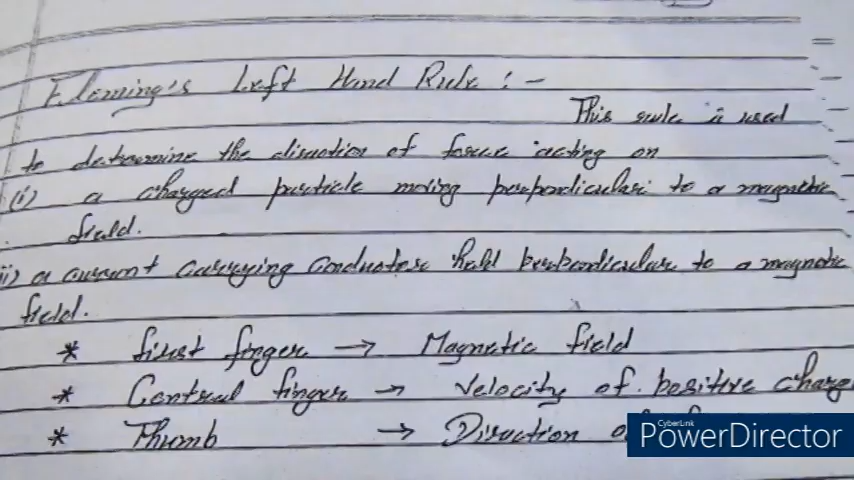 Fleming's Left Hand Rule :-
This rule is used
to determine the direction of force acting on
(i) a charged particle moving perpendicular to a magnetic
field.
ii) a current carrying conductor held perpendicular to a magnetic
field.
* first finger → Magnetic field
* Central finger → Velocity of positive charge
* Thumb → Direction of
CyberLink
PowerDirector